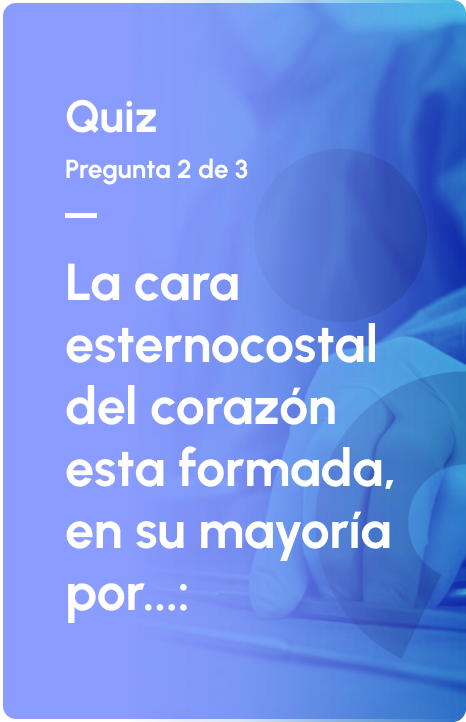 Quiz
Pregunta 2 de 3
La cara
esternocostal
del corazón
esta formada,
en su mayoría
por...: